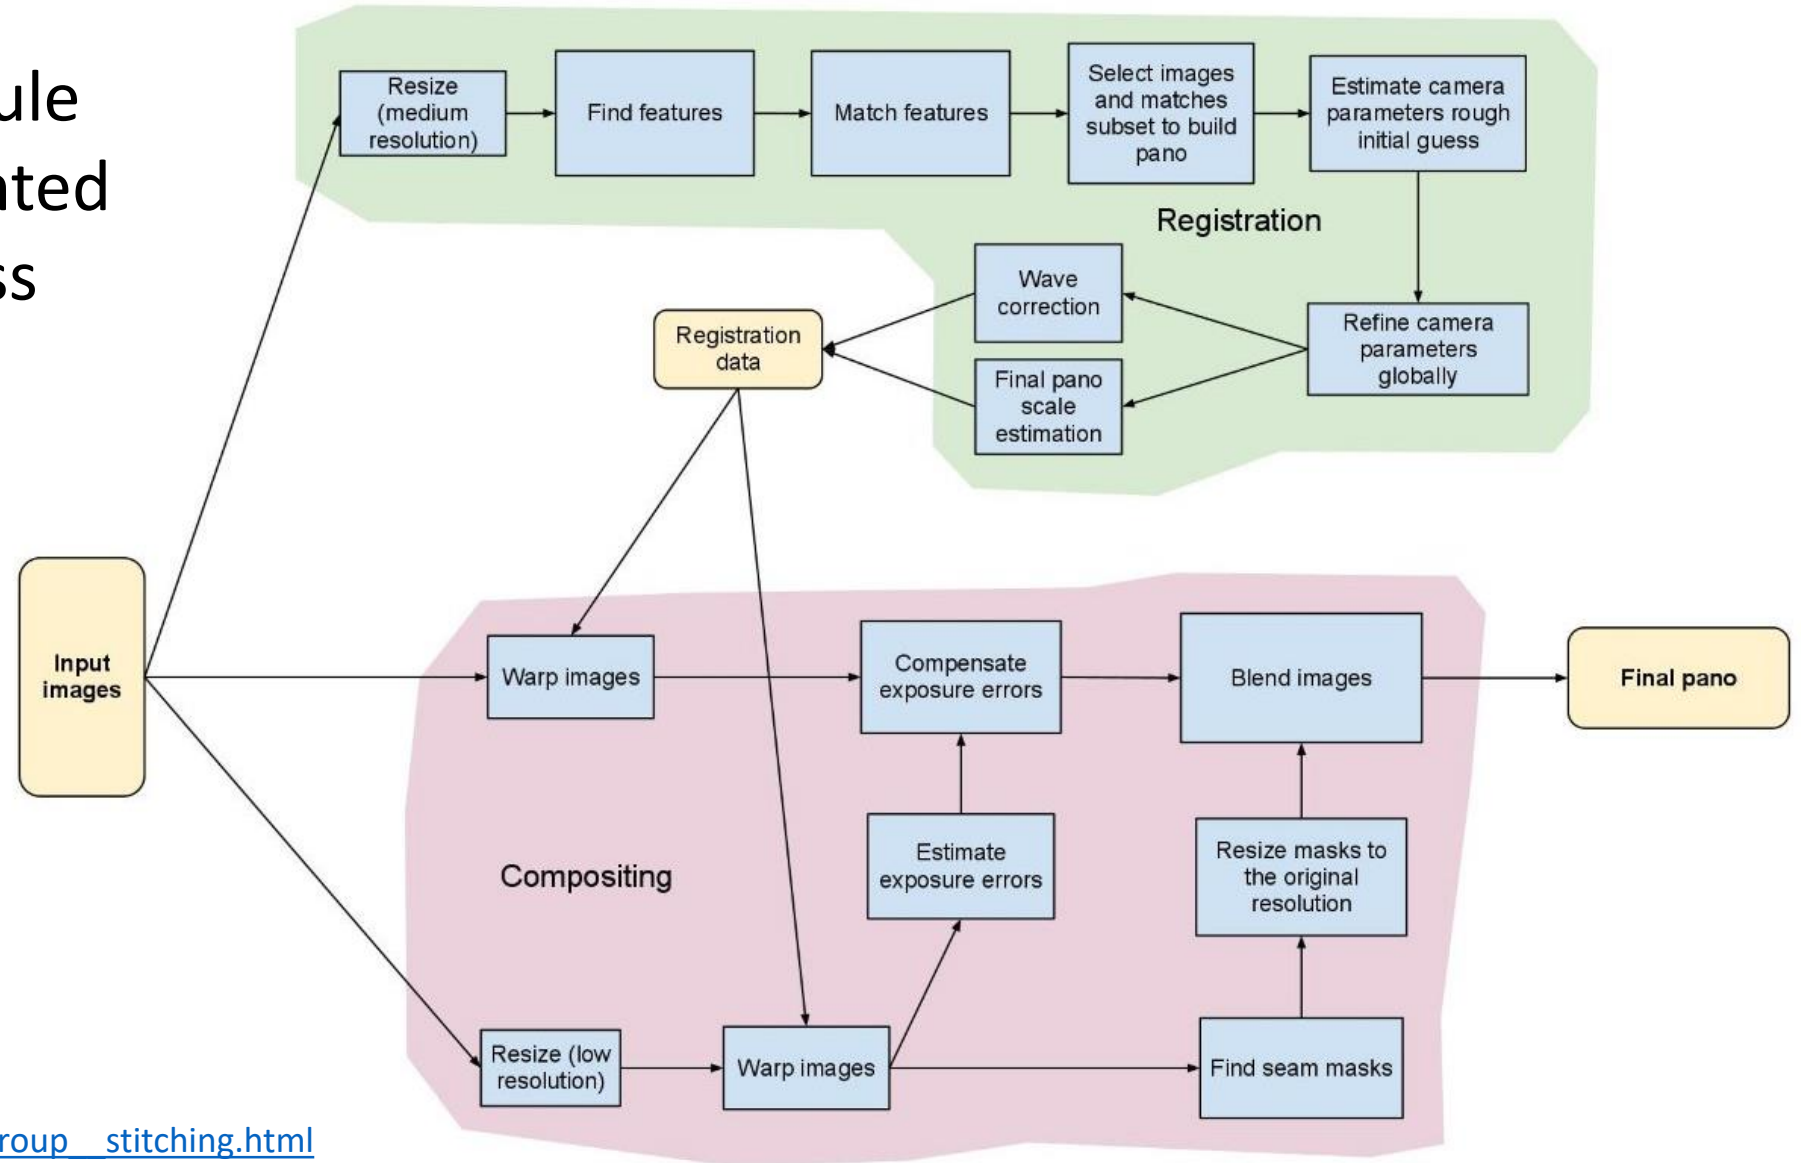 ule
nted
ss
Resize
(medium
resolution)
Find features
Match features
Select images
and matches
subset to build
pano
Estimate camera
parameters rough
initial guess
Registration
Wave
correction
Registration
data
Refine camera
parameters
globally
Final pano
scale
estimation
Input
images
Warp images
Compensate
exposure errors
Blend images
Final pano
Estimate
exposure errors
Resize masks to
the original
resolution
Compositing
Resize (low
resolution)
Warp images
Find seam masks
roup__stitching.html